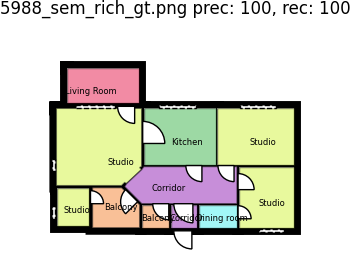 5988_sem_rich_gt.png prec: 100, rec: 100
Living Room
Kitchen
Studio
Studio
Corridor
Studio
Studio
Balcony
Balcony
Corridor
Dining room